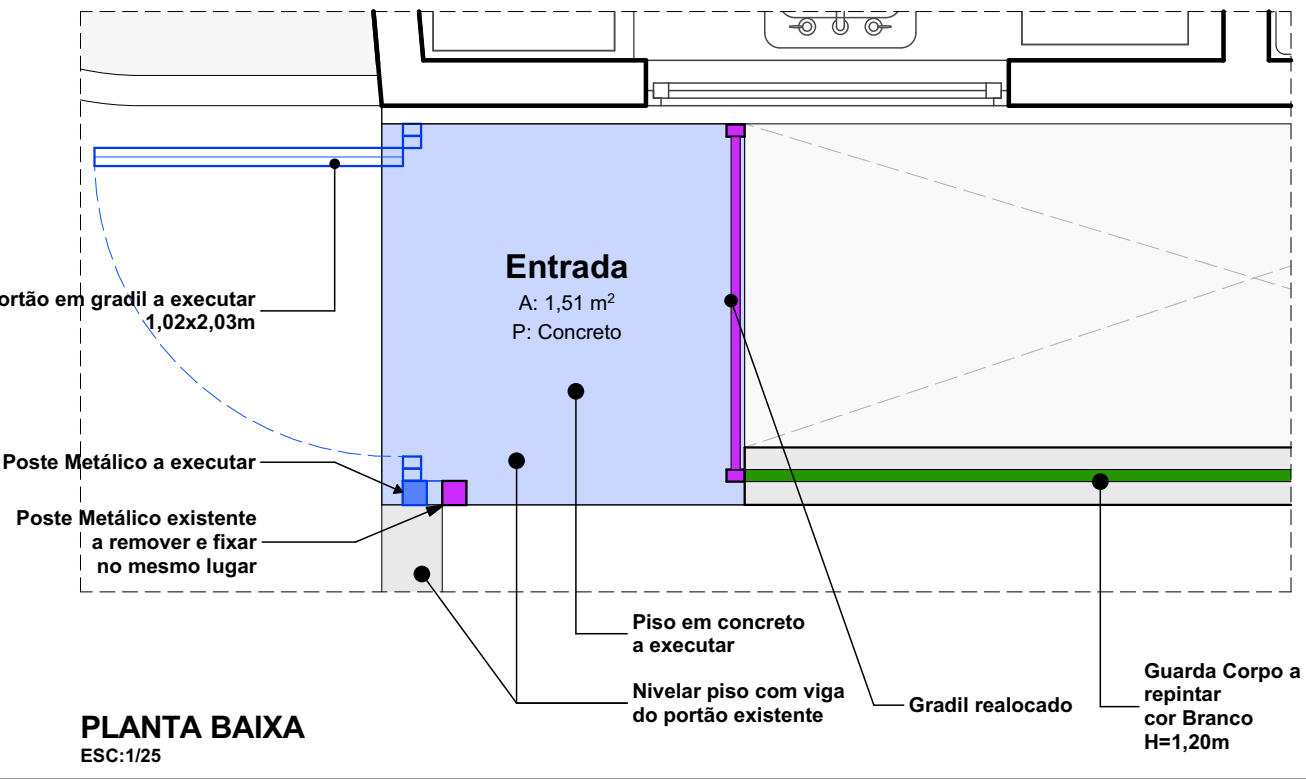 Entrada
A: 1,51 m²
P: Concreto
ortão em gradil a executar
1,02x2,03m
Poste Metálico a executar
Poste Metálico existente
a remover e fixar
no mesmo lugar
Piso em concreto
a executar
Nivelar piso com viga
do portão existente
Gradil realocado
Guarda Corpo a
repintar
cor Branco
H=1,20m
PLANTA BAIXA
ESC:1/25